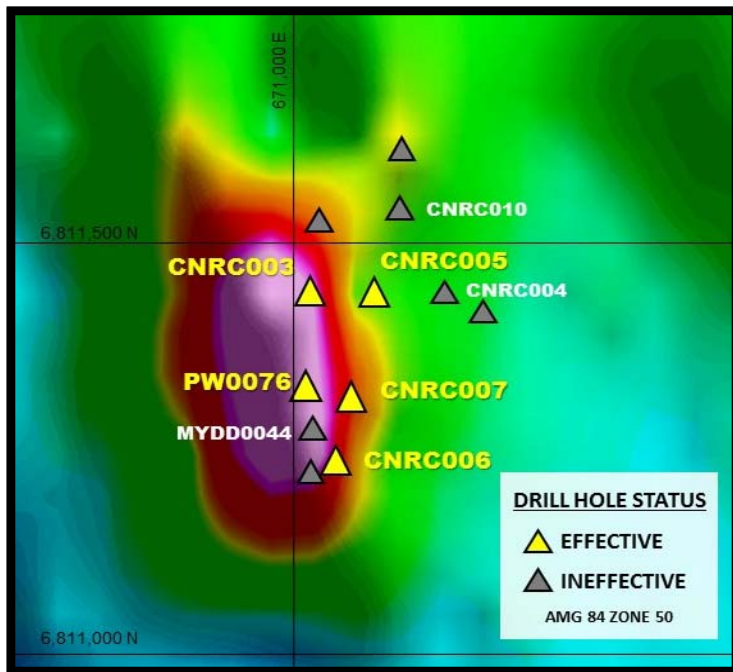 671,000 E
CNRC010
6,811,500 N
CNRC003
CNRC005
CNRC004
PW0076
CNRC007
MYDD0044
CNRC006
DRILL HOLE STATUS
EFFECTIVE
INEFFECTIVE
AMG 84 ZONE 50
6,811,000 N